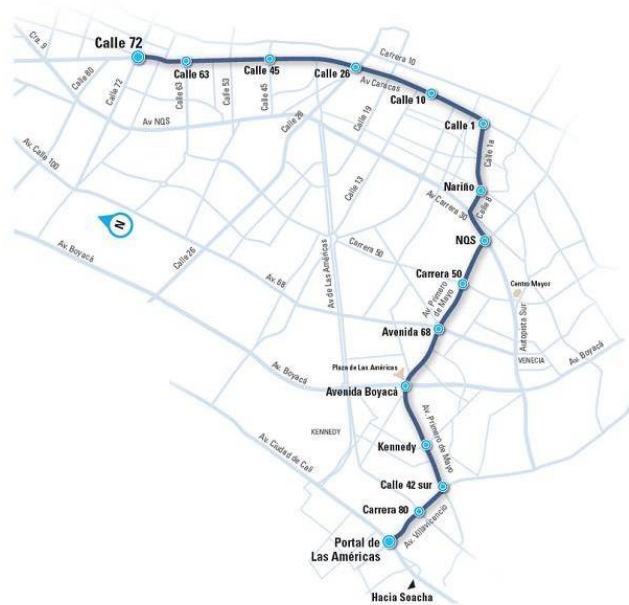 Cra. 9
Calle 72
Carrera 10
Calle 80
Calle 72
Calle 63
Calle 63
Calle 53
Calle 45
Calle 45
Calle 26
Av Caracas
Calle 10
Calle 19
Calle 26
Av NQS
Calle 1
Calle 1a
Av. Calle 100
Calle 13
Nariño
Calle 8
Av Carrera 30
N
NQS
Carrera 50
Av. Boyacá
Calle 26
Av. 68
Av de Las Américas
Carrera 50
Av. Primero
de Mayo
Centro Mayor
Autopista Sur
Avenida 68
VENECIA
Av. Boyacá
Plaza de Las Américas
Av. Boyacá
Avenida Boyacá
KENNEDY
Av. Primero de Mayo
Av. Ciudad de Cali
Kennedy
Calle 42 sur
Carrera 80
Av. Villavicencio
Portal de
Las Américas
Hacia Soacha